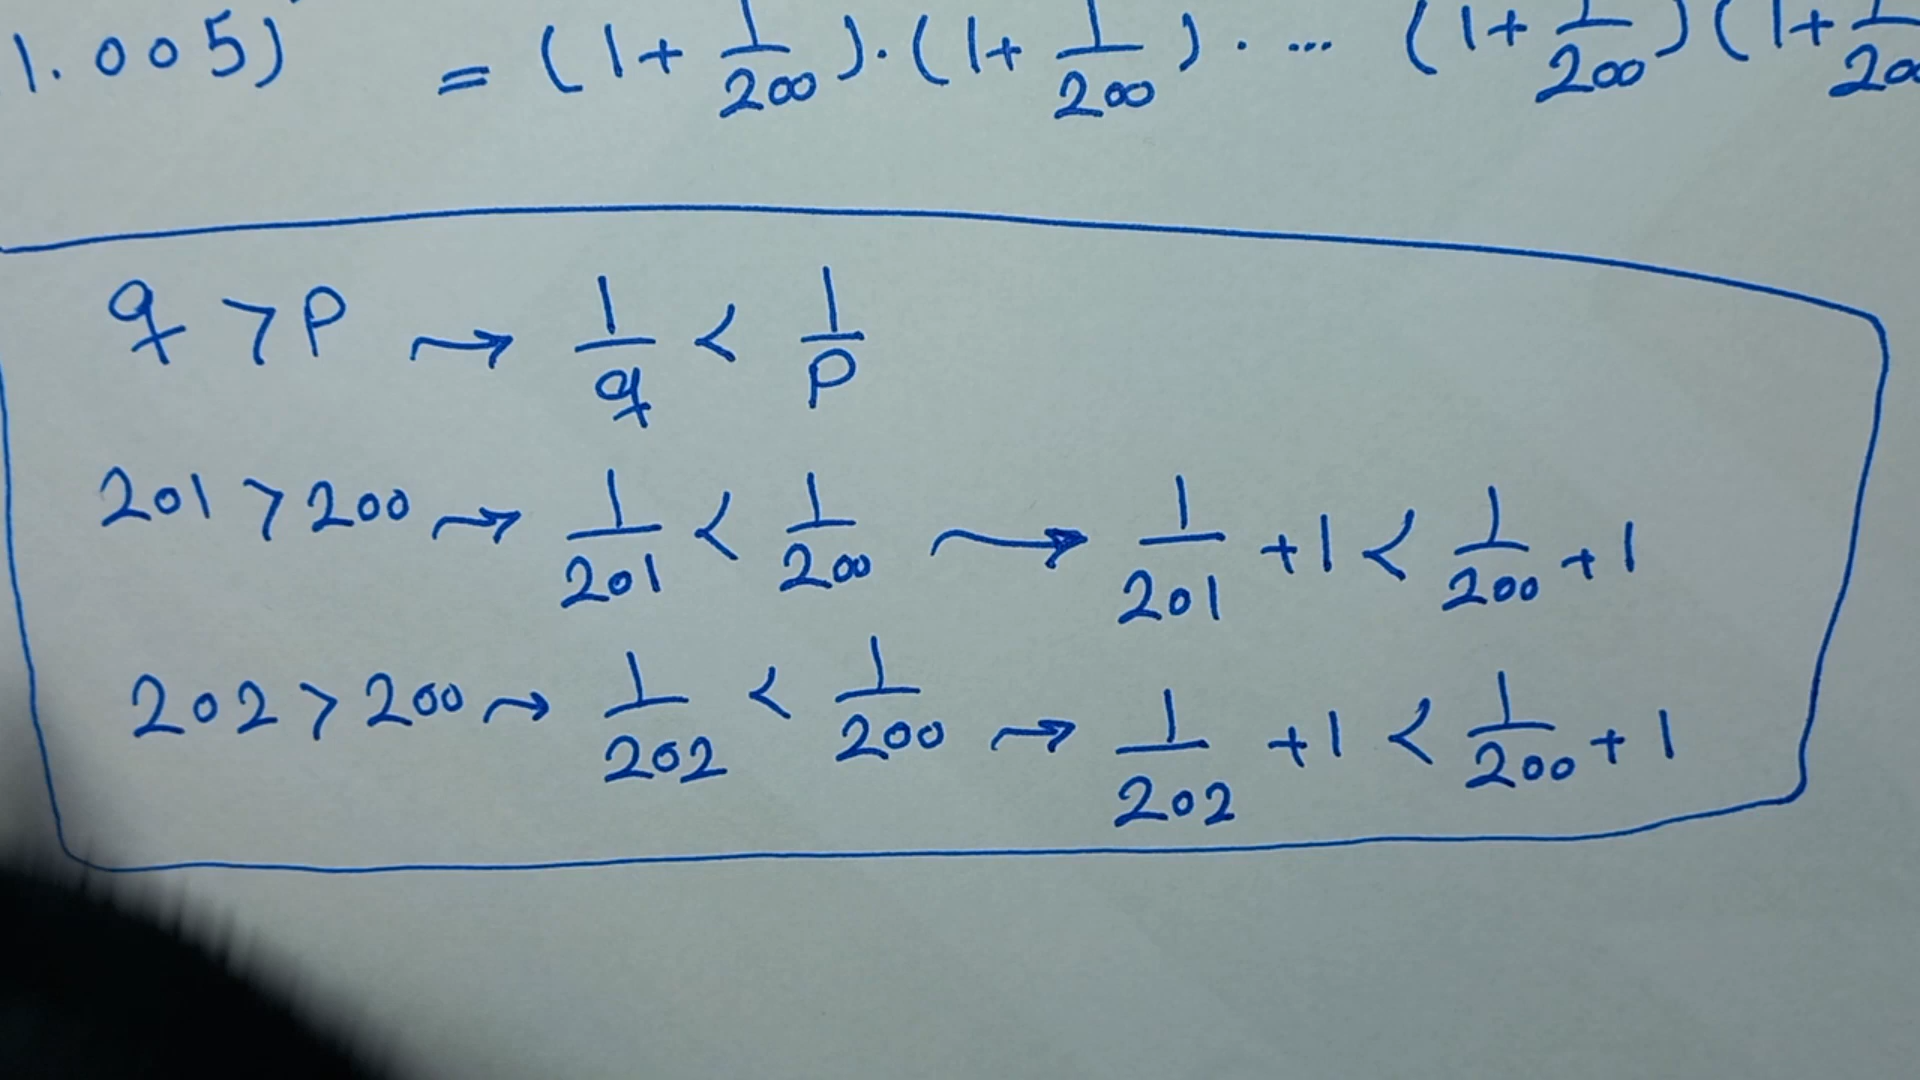 1.005) = (1+ 1/200).(1+ 1/200). ... (1+ 1/200)(1+ 1/20
q > p → 1/q < 1/p
201 > 200 → 1/201 < 1/200 → 1/201 +1 < 1/200 +1
202 > 200 → 1/202 < 1/200 → 1/202 +1 < 1/200 +1